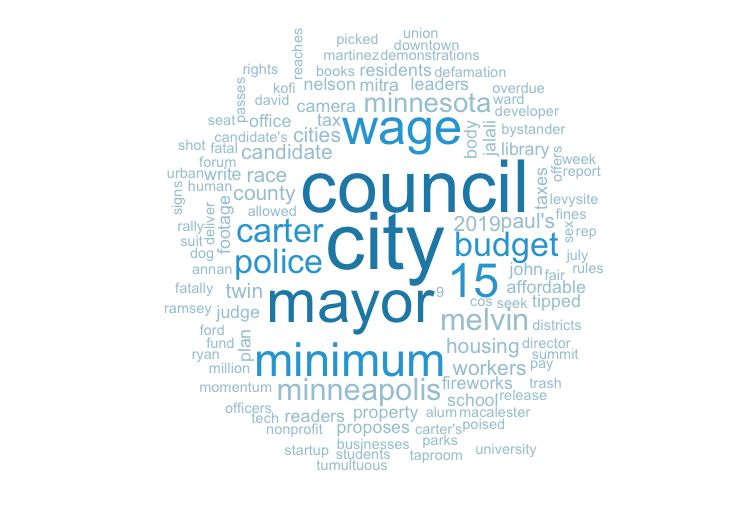 union
picked
downtown
reaches
martinez
demonstrations
rights
books
residents
defamation
passes
kofi
nelson
mitra
leaders
overdue
david
camera
minnesota
ward
seat
office
tax
wage
developer
candidate's
cities
body
jalali
bystander
shot
fatal
candidate
library
forum
offers
week
urban
write
race
council
taxes
report
signs
human
county
levysite
footage
allowed
2019
paul's
sex
fines
rally
deliver
carter
city
budget
rep
suit
dog
police
15
john
fair
july
annan
rules
fatally
twin
mayor
9
cos
seek
affordable
tipped
ramsey
judge
melvin
districts
ford
plan
housing
director
fund
ryan
minimum
workers
summit
pay
million
momentum
minneapolis
fireworks
trash
school
release
officers
tech
readers
property
alum
macalester
nonprofit
proposes
carter's
poised
businesses
parks
startup
students
taproom
university
tumultuous